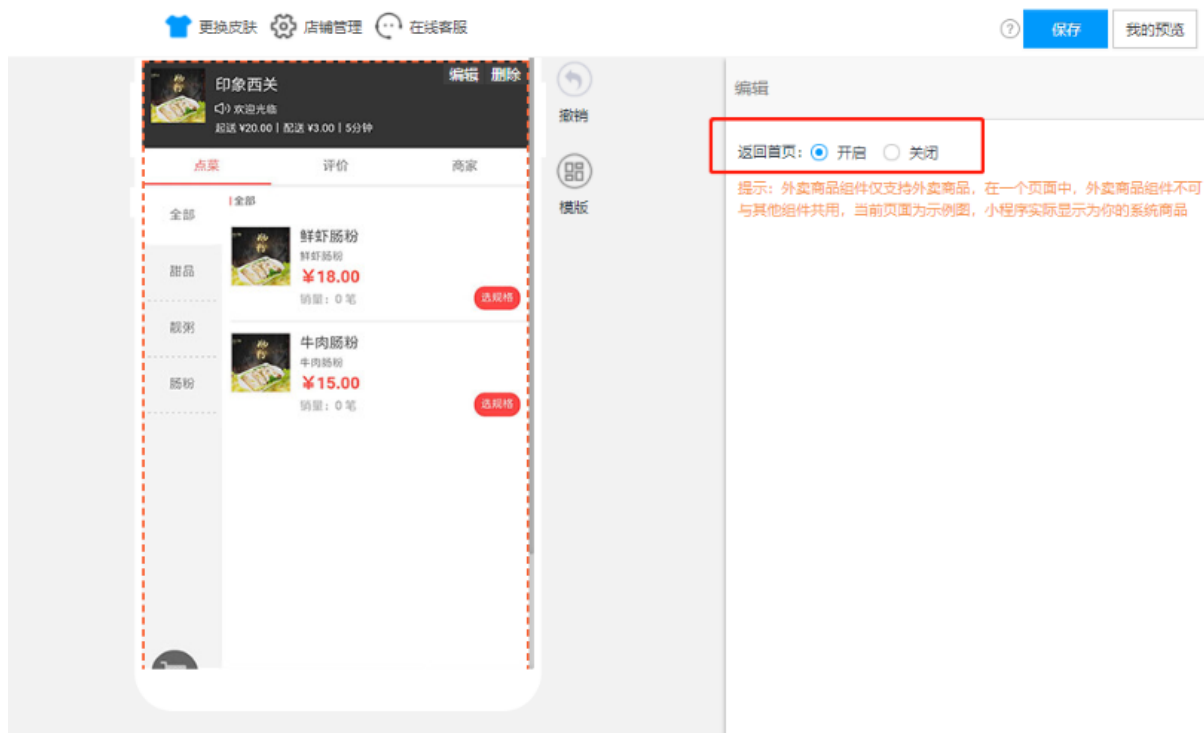 更换皮肤 店铺管理 在线客服
? 保存 我的预览
印象西关 编辑 删除
欢迎光临
起送 ¥20.00 | 配送 ¥3.00 | 5分钟
点菜 评价 商家
全部
甜品
靓粥
肠粉
全部
鲜虾肠粉
鲜虾肠粉
¥18.00
销量：0 笔 选规格
牛肉肠粉
牛肉肠粉
¥15.00
销量：0 笔 选规格
撤销
模版
编辑
返回首页： 开启 关闭
提示：外卖商品组件仅支持外卖商品，在一个页面中，外卖商品组件不可
与其他组件共用，当前页面为示例图，小程序实际显示为你的系统商品